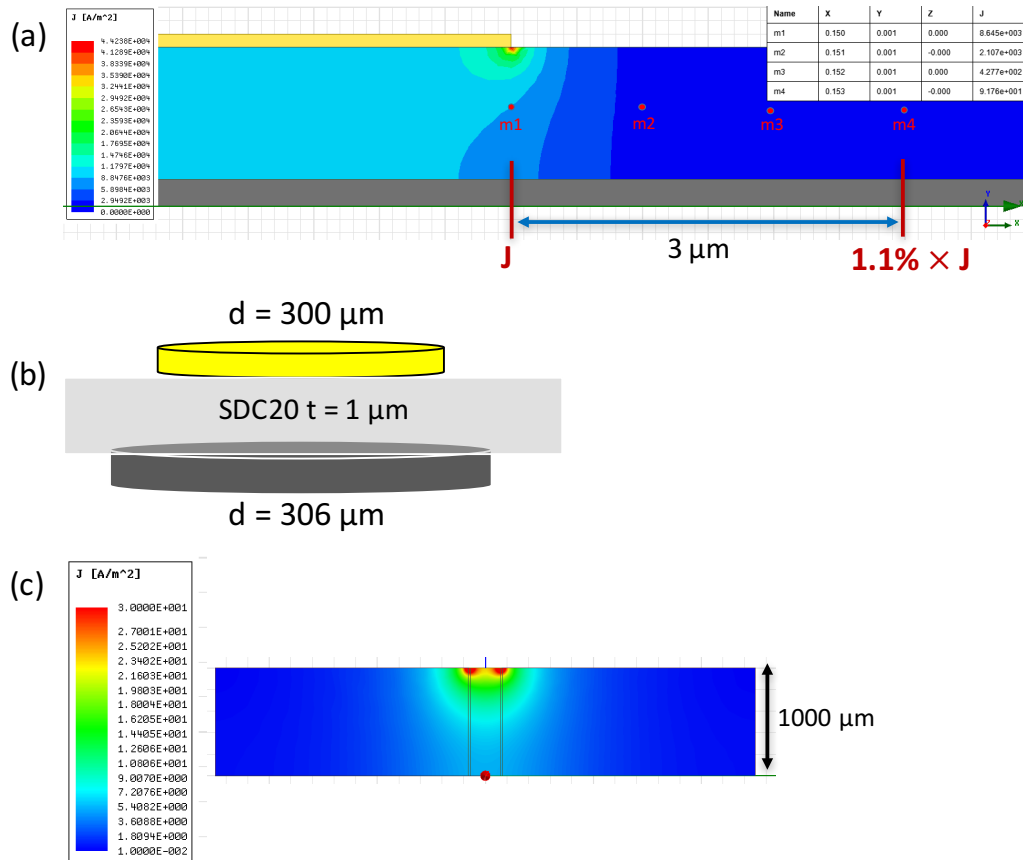 (a)
J [A/m^2]
4.4238E+004
4.1289E+004
3.8339E+004
3.5390E+004
3.2441E+004
2.9492E+004
2.6543E+004
2.3593E+004
2.0644E+004
1.7695E+004
1.4746E+004
1.1797E+004
8.8476E+003
5.8984E+003
2.9492E+003
0.0000E+000
Name X Y Z J
m1 0.150 0.001 0.000 8.645e+003
m2 0.151 0.001 -0.000 2.107e+003
m3 0.152 0.001 0.000 4.277e+002
m4 0.153 0.001 -0.000 9.176e+001
m1 m2 m3 m4
Y
Z
X
3 µm
J
1.1% × J
(b)
d = 300 µm
SDC20 t = 1 µm
d = 306 µm
(c)
J [A/m^2]
3.0000E+001
2.7001E+001
2.5202E+001
2.3402E+001
2.1603E+001
1.9803E+001
1.8004E+001
1.6205E+001
1.4405E+001
1.2606E+001
1.0806E+001
9.0070E+000
7.2076E+000
5.4082E+000
3.6088E+000
1.8094E+000
1.0000E-002
1000 µm